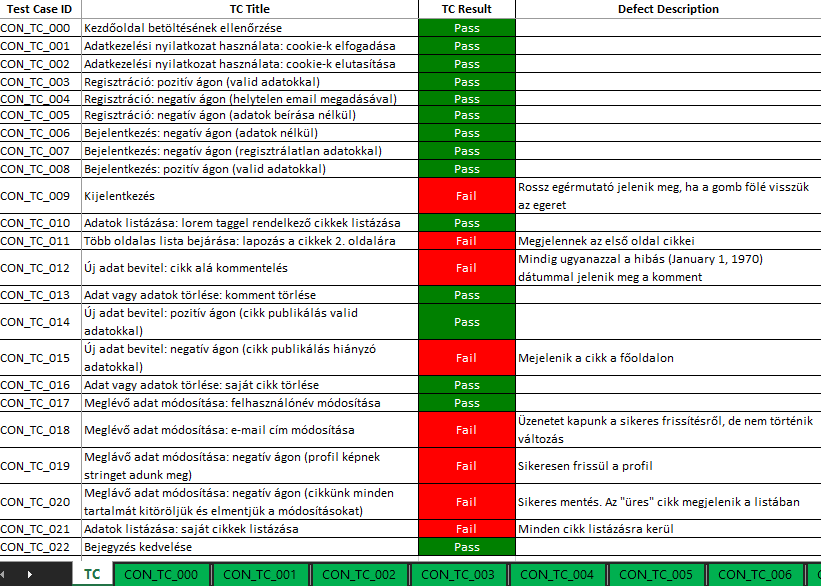 Test Case ID TC Title TC Result Defect Description
CON_TC_000 Kezdőoldal betöltésének ellenőrzése Pass
CON_TC_001 Adatkezelési nyilatkozat használata: cookie-k elfogadása Pass
CON_TC_002 Adatkezelési nyilatkozat használata: cookie-k elutasítása Pass
CON_TC_003 Regisztráció: pozitív ágon (valid adatokkal) Pass
CON_TC_004 Regisztráció: negatív ágon (helytelen email megadásával) Pass
CON_TC_005 Regisztráció: negatív ágon (adatok beírása nélkül) Pass
CON_TC_006 Bejelentkezés: negatív ágon (adatok nélkül) Pass
CON_TC_007 Bejelentkezés: negatív ágon (regisztrálatlan adatokkal) Pass
CON_TC_008 Bejelentkezés: pozitív ágon (valid adatokkal) Pass
CON_TC_009 Kijelentkezés Fail Rossz egérmutató jelenik meg, ha a gomb fölé visszük
az egeret
CON_TC_010 Adatok listázása: lorem taggel rendelkező cikkek listázása Pass
CON_TC_011 Több oldalas lista bejárása: lapozás a cikkek 2. oldalára Fail Megjelennek az első oldal cikkei
CON_TC_012 Új adat bevitel: cikk alá kommentelés Fail Mindig ugyanazzal a hibás (January 1, 1970)
dátummal jelenik meg a komment
CON_TC_013 Adat vagy adatok törlése: komment törlése Pass
CON_TC_014 Új adat bevitel: pozitív ágon (cikk publikálás valid
adatokkal) Pass
CON_TC_015 Új adat bevitel: negatív ágon (cikk publikálás hiányzó
adatokkal) Fail Mejelenik a cikk a főoldalon
CON_TC_016 Adat vagy adatok törlése: saját cikk törlése Pass
CON_TC_017 Meglévő adat módosítása: felhasználónév módosítása Pass
CON_TC_018 Meglévő adat módosítása: e-mail cím módosítása Fail Üzenetet kapunk a sikeres frissítésről, de nem történik
változás
CON_TC_019 Meglávő adat módosítása: negatív ágon (profil képnek
stringet adunk meg) Fail Sikeresen frissül a profil
CON_TC_020 Meglávő adat módosítása: negatív ágon (cikkünk minden
tartalmát kitöröljük és elmentjük a módosításokat) Fail Sikeres mentés. Az "üres" cikk megjelenik a listában
CON_TC_021 Adatok listázása: saját cikkek listázása Fail Minden cikk listázásra kerül
CON_TC_022 Bejegyzés kedvelése Pass
TC CON_TC_000 CON_TC_001 CON_TC_002 CON_TC_003 CON_TC_004 CON_TC_005 CON_TC_006